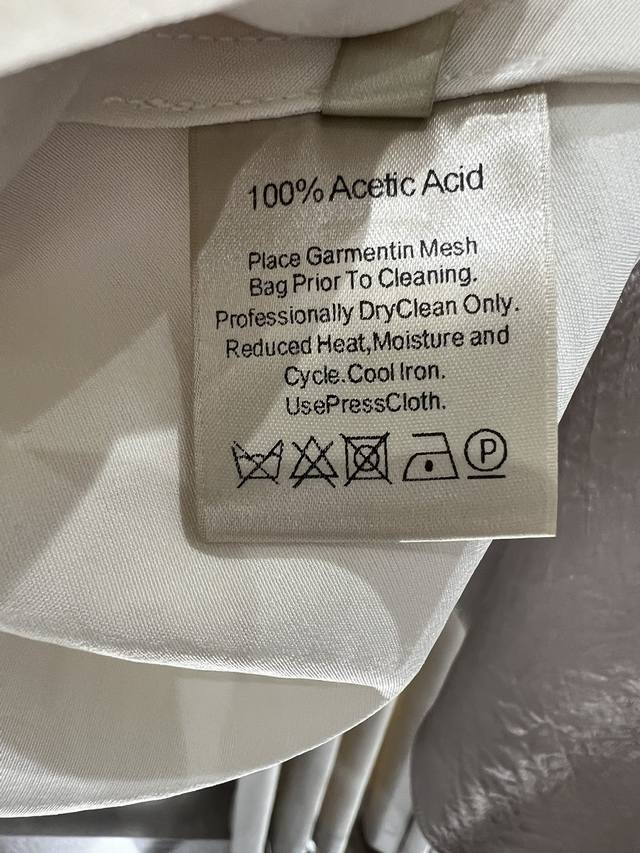 100% Acetic Acid
Place Garmentin Mesh
Bag Prior To Cleaning.
Professionally DryClean Only.
Reduced Heat,Moisture and
Cycle.Cool Iron.
UsePressCloth.
P